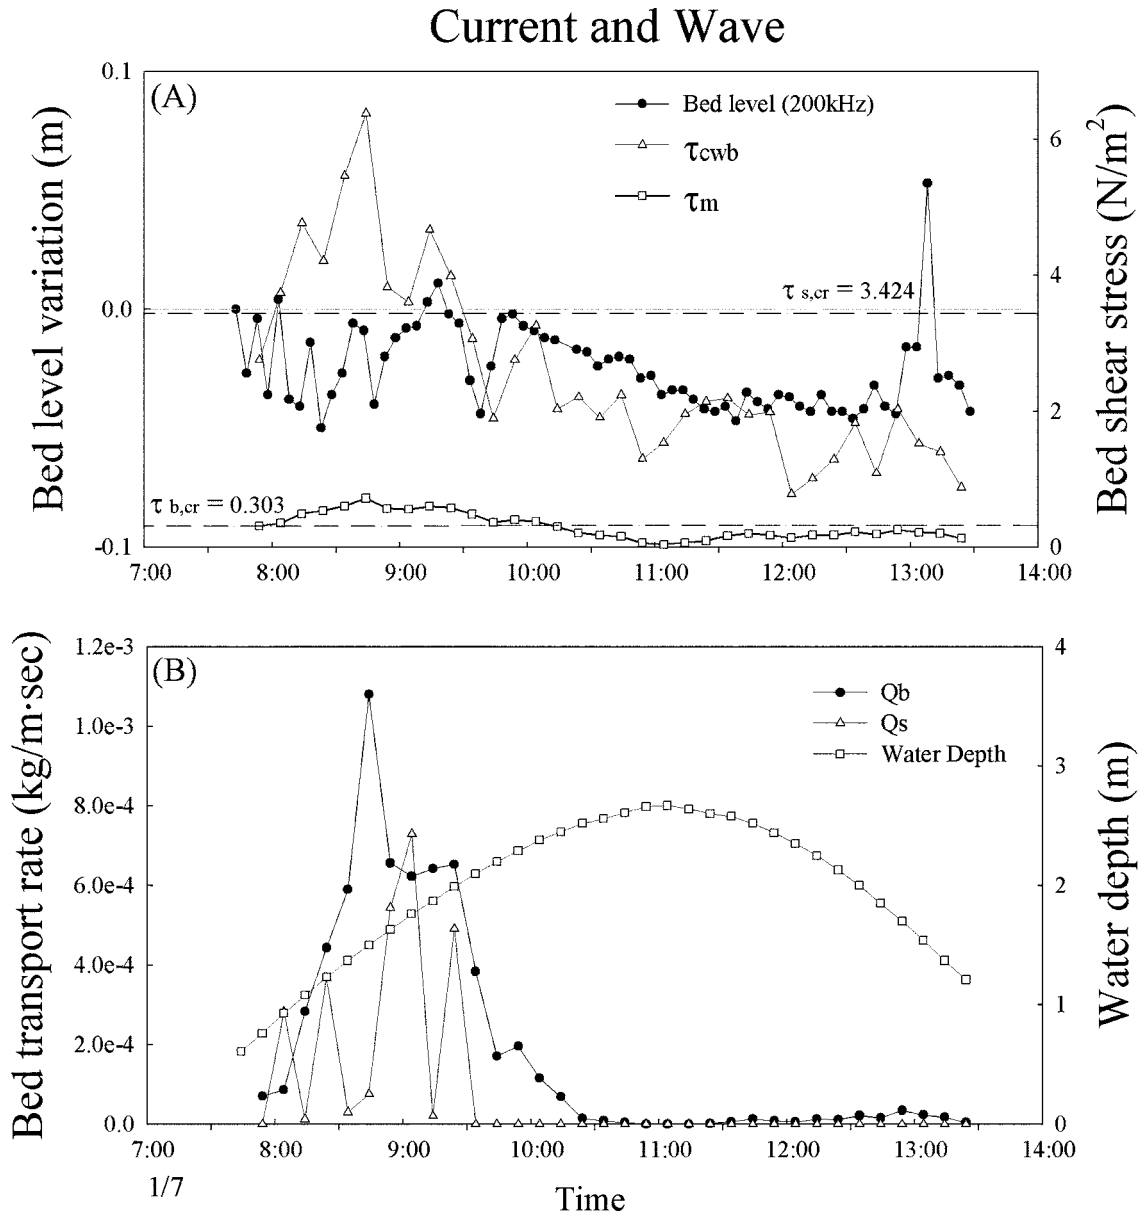 Current and Wave
(A)
Bed level (200kHz)
τcwb
τm
τ s,cr = 3.424
τ b,cr = 0.303
Bed level variation (m)
0.1
0.0
-0.1
Bed shear stress (N/m²)
6
4
2
0
7:00 8:00 9:00 10:00 11:00 12:00 13:00 14:00
(B)
Qb
Qs
Water Depth
Bed transport rate (kg/m·sec)
1.2e-3
1.0e-3
8.0e-4
6.0e-4
4.0e-4
2.0e-4
0.0
Water depth (m)
4
3
2
1
0
7:00 8:00 9:00 10:00 11:00 12:00 13:00 14:00
1/7
Time